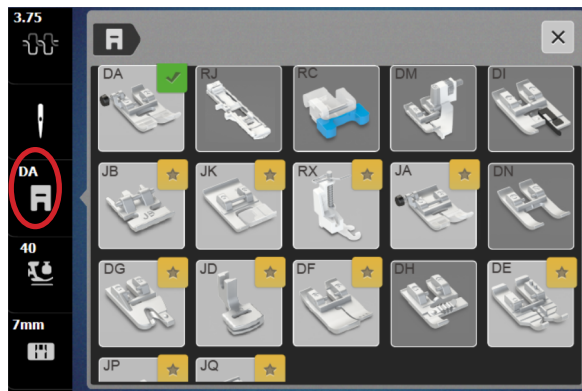 3.75
DA RJ RC DM DI
DA
JB JK RX JA DN
40
DG JD DF DH DE
7mm
JP JQ